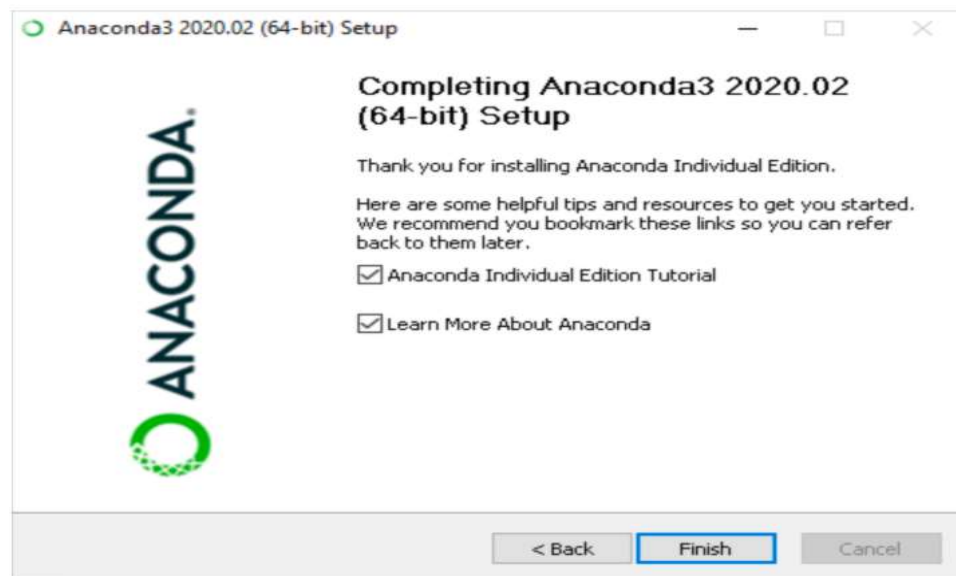 Anaconda3 2020.02 (64-bit) Setup
Completing Anaconda3 2020.02
(64-bit) Setup
Thank you for installing Anaconda Individual Edition.
Here are some helpful tips and resources to get you started.
We recommend you bookmark these links so you can refer
back to them later.
Anaconda Individual Edition Tutorial
Learn More About Anaconda
ANACONDA.
< Back
Finish
Cancel